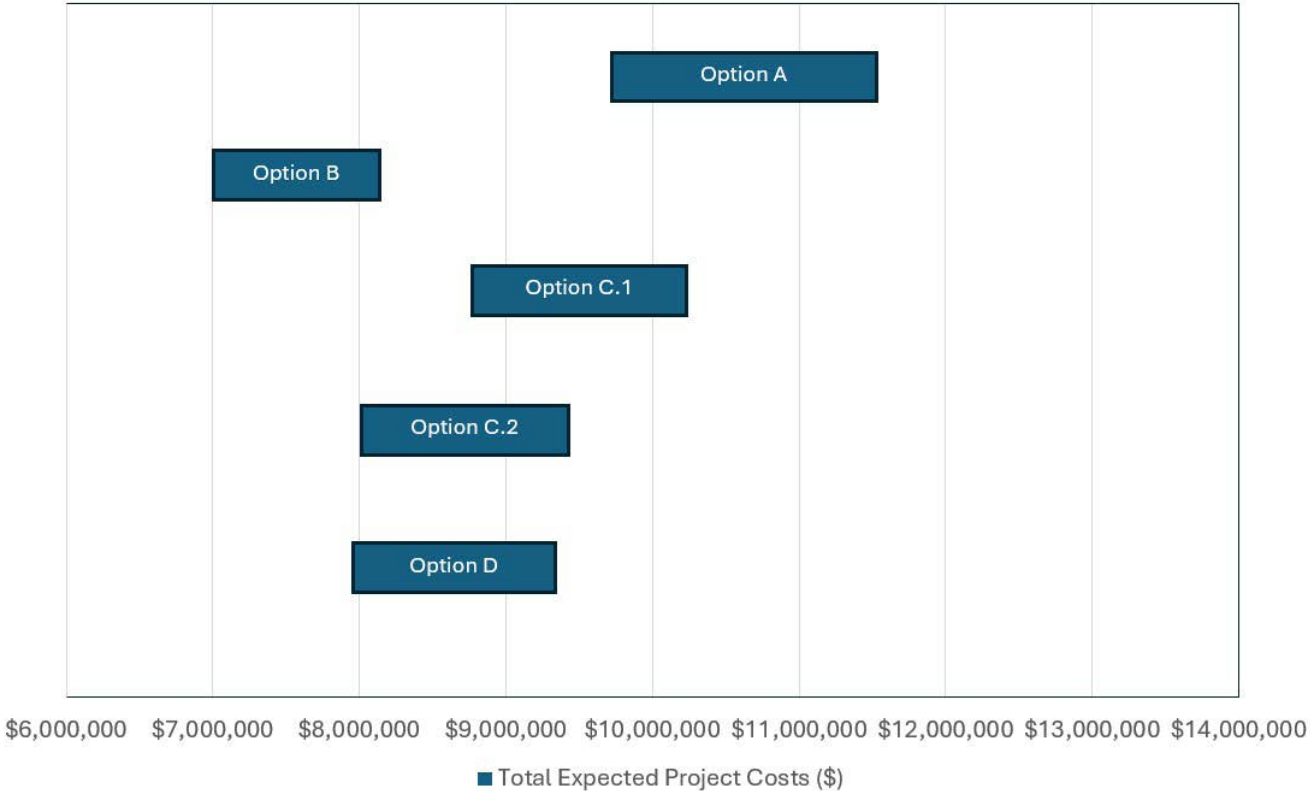 Option A
Option B
Option C.1
Option C.2
Option D
$6,000,000 $7,000,000 $8,000,000 $9,000,000 $10,000,000 $11,000,000 $12,000,000 $13,000,000 $14,000,000
Total Expected Project Costs ($)